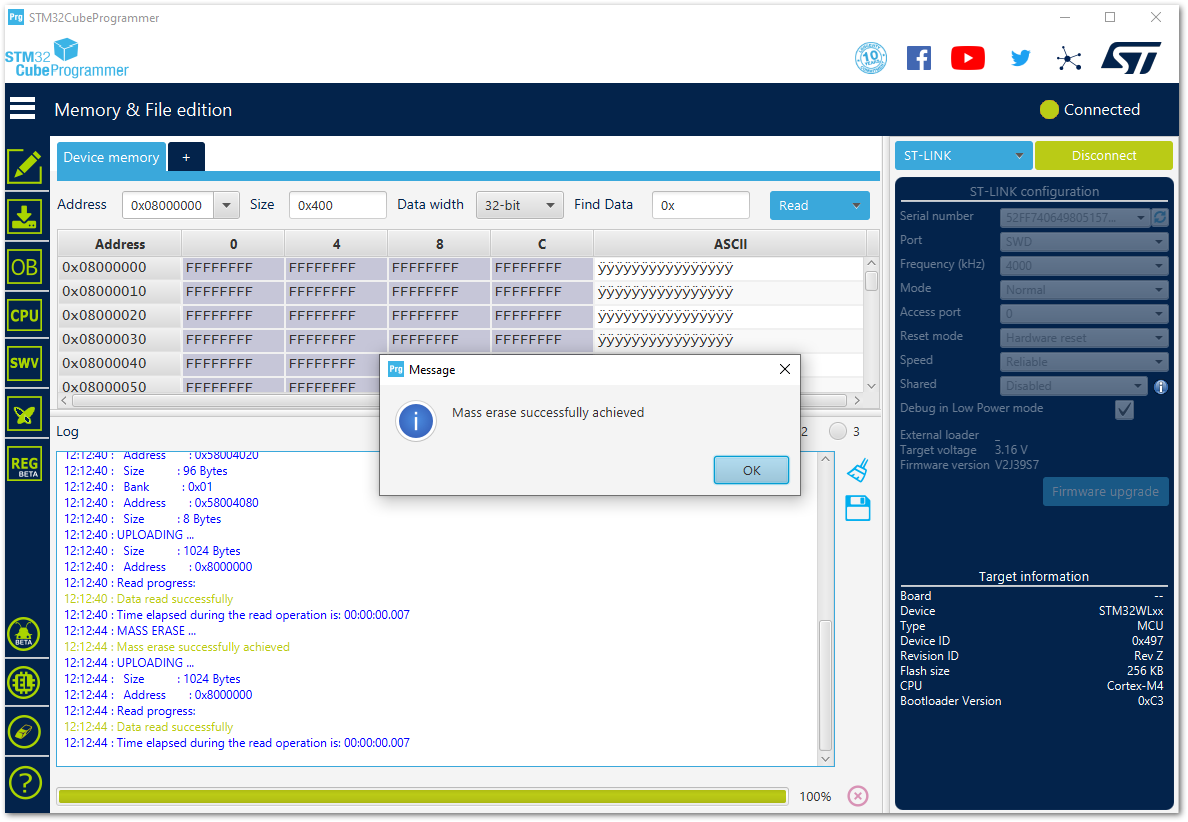 Prg STM32CubeProgrammer
STM32
CubeProgrammer
10 YEARS
ST
Memory & File edition
Connected
Device memory +
Address 0x08000000 Size 0x400 Data width 32-bit Find Data 0x Read
Address 0 4 8 C ASCII
0x08000000 FFFFFFFF FFFFFFFF FFFFFFFF FFFFFFFF ÿÿÿÿÿÿÿÿÿÿÿÿÿÿÿÿ
0x08000010 FFFFFFFF FFFFFFFF FFFFFFFF FFFFFFFF ÿÿÿÿÿÿÿÿÿÿÿÿÿÿÿÿ
0x08000020 FFFFFFFF FFFFFFFF FFFFFFFF FFFFFFFF ÿÿÿÿÿÿÿÿÿÿÿÿÿÿÿÿ
0x08000030 FFFFFFFF FFFFFFFF FFFFFFFF FFFFFFFF ÿÿÿÿÿÿÿÿÿÿÿÿÿÿÿÿ
0x08000040 FFFFFFFF FFFFFFFF
0x08000050 FFFFFFFF FFFFFFFF
Prg Message
Mass erase successfully achieved
OK
Log 2 3
12:12:40 : Address : 0x58004020
12:12:40 : Size : 96 Bytes
12:12:40 : Bank : 0x01
12:12:40 : Address : 0x58004080
12:12:40 : Size : 8 Bytes
12:12:40 : UPLOADING ...
12:12:40 : Size : 1024 Bytes
12:12:40 : Address : 0x8000000
12:12:40 : Read progress:
12:12:40 : Data read successfully
12:12:40 : Time elapsed during the read operation is: 00:00:00.007
12:12:44 : MASS ERASE ...
12:12:44 : Mass erase successfully achieved
12:12:44 : UPLOADING ...
12:12:44 : Size : 1024 Bytes
12:12:44 : Address : 0x8000000
12:12:44 : Read progress:
12:12:44 : Data read successfully
12:12:44 : Time elapsed during the read operation is: 00:00:00.007
100%
OB
CPU
SWV
REG
BETA
BETA
EL
?
ST-LINK Disconnect
ST-LINK configuration
Serial number 52FF740649805157...
Port SWD
Frequency (kHz) 4000
Mode Normal
Access port 0
Reset mode Hardware reset
Speed Reliable
Shared Disabled
Debug in Low Power mode
External loader _
Target voltage 3.16 V
Firmware version V2J39S7
Firmware upgrade
Target information
Board --
Device STM32WLxx
Type MCU
Device ID 0x497
Revision ID Rev Z
Flash size 256 KB
CPU Cortex-M4
Bootloader Version 0xC3